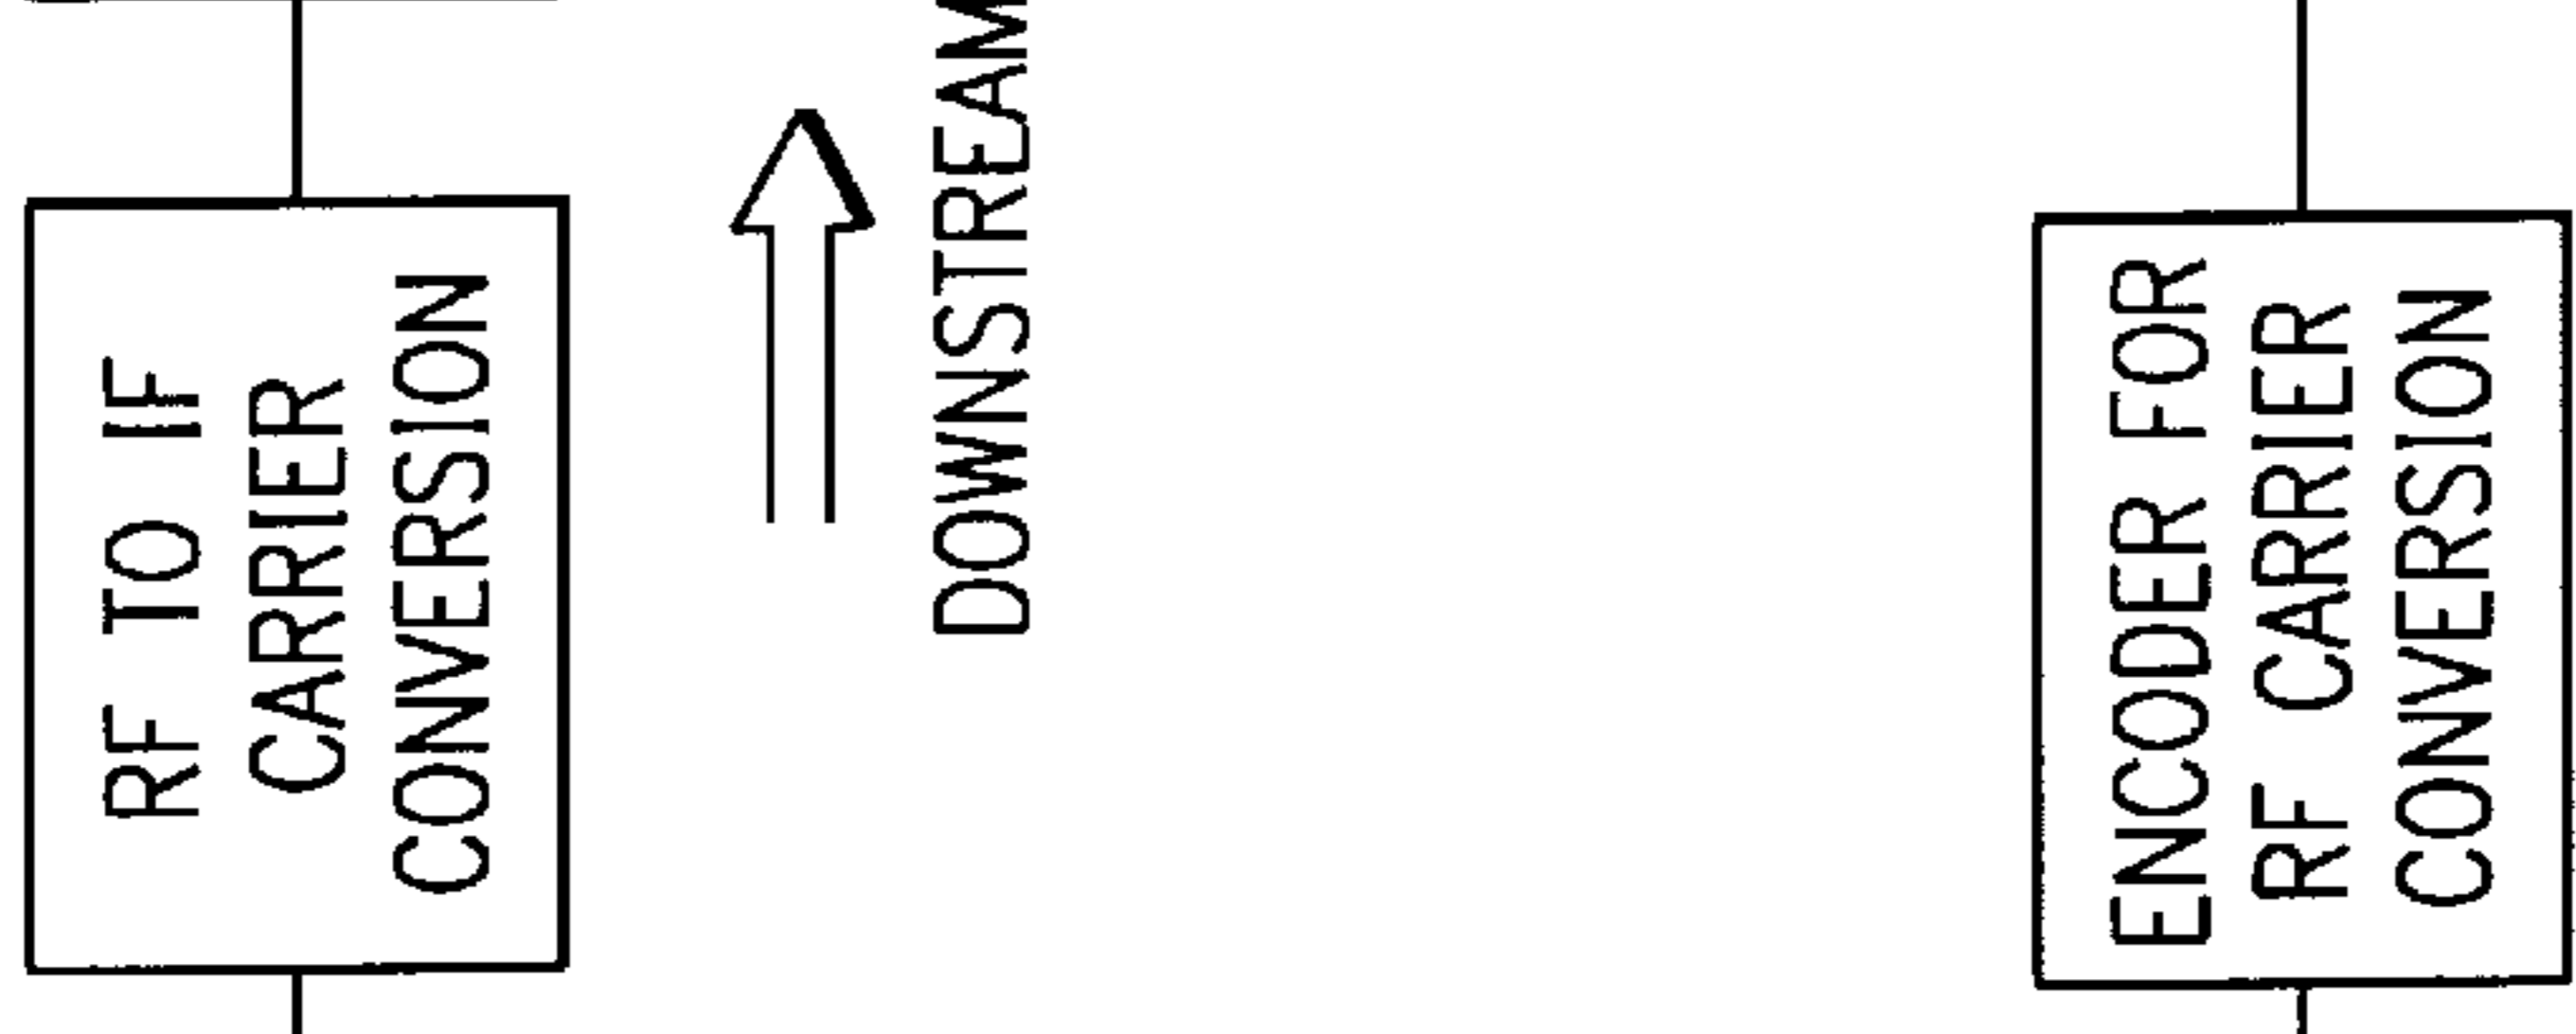 RF TO IF
CARRIER
CONVERSION
DOWNSTREAM
ENCODER FOR
RF CARRIER
CONVERSION